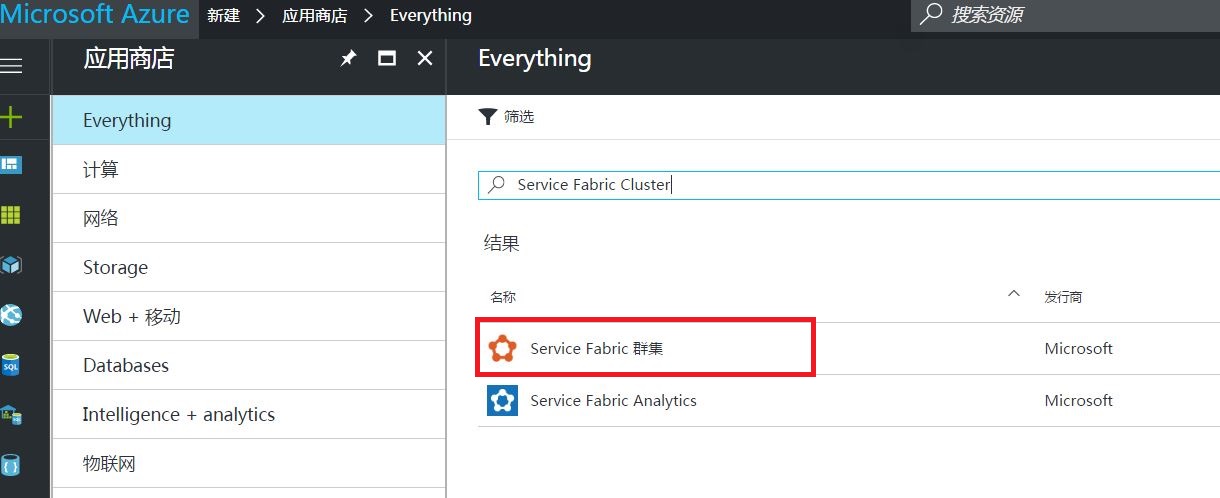 Microsoft Azure 新建 > 应用商店 > Everything
搜索资源
应用商店
Everything
计算
网络
Storage
Web + 移动
Databases
Intelligence + analytics
物联网
Everything
筛选
Service Fabric Cluster
结果
名称 发行商
Service Fabric 群集 Microsoft
Service Fabric Analytics Microsoft
SQL